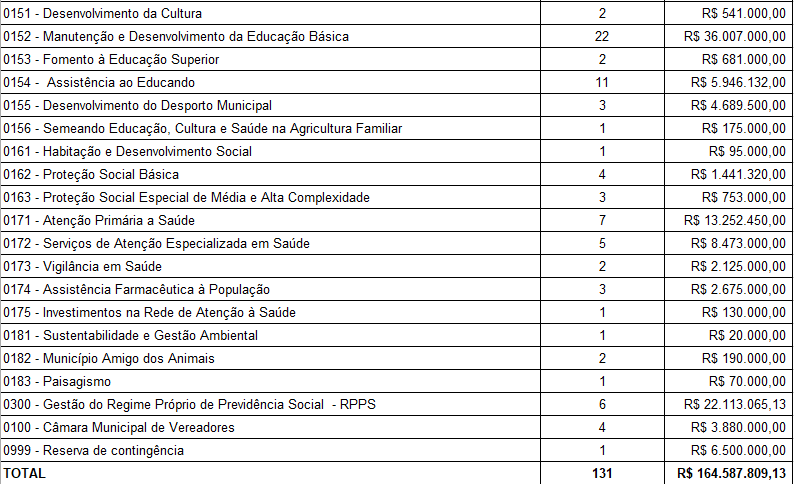 0151 - Desenvolvimento da Cultura 2 R$ 541.000,00
0152 - Manutenção e Desenvolvimento da Educação Básica 22 R$ 36.007.000,00
0153 - Fomento à Educação Superior 2 R$ 681.000,00
0154 -  Assistência ao Educando 11 R$ 5.946.132,00
0155 - Desenvolvimento do Desporto Municipal 3 R$ 4.689.500,00
0156 - Semeando Educação, Cultura e Saúde na Agricultura Familiar 1 R$ 175.000,00
0161 - Habitação e Desenvolvimento Social 1 R$ 95.000,00
0162 - Proteção Social Básica 4 R$ 1.441.320,00
0163 - Proteção Social Especial de Média e Alta Complexidade 3 R$ 753.000,00
0171 - Atenção Primária a Saúde 7 R$ 13.252.450,00
0172 - Serviços de Atenção Especializada em Saúde 5 R$ 8.473.000,00
0173 - Vigilância em Saúde 2 R$ 2.125.000,00
0174 - Assistência Farmacêutica à População 3 R$ 2.675.000,00
0175 - Investimentos na Rede de Atenção à Saúde 1 R$ 130.000,00
0181 - Sustentabilidade e Gestão Ambiental 1 R$ 20.000,00
0182 - Município Amigo dos Animais 2 R$ 190.000,00
0183 - Paisagismo 1 R$ 70.000,00
0300 - Gestão do Regime Próprio de Previdência Social  - RPPS 6 R$ 22.113.065,13
0100 - Câmara Municipal de Vereadores 4 R$ 3.880.000,00
0999 - Reserva de contingência 1 R$ 6.500.000,00
TOTAL 131 R$ 164.587.809,13